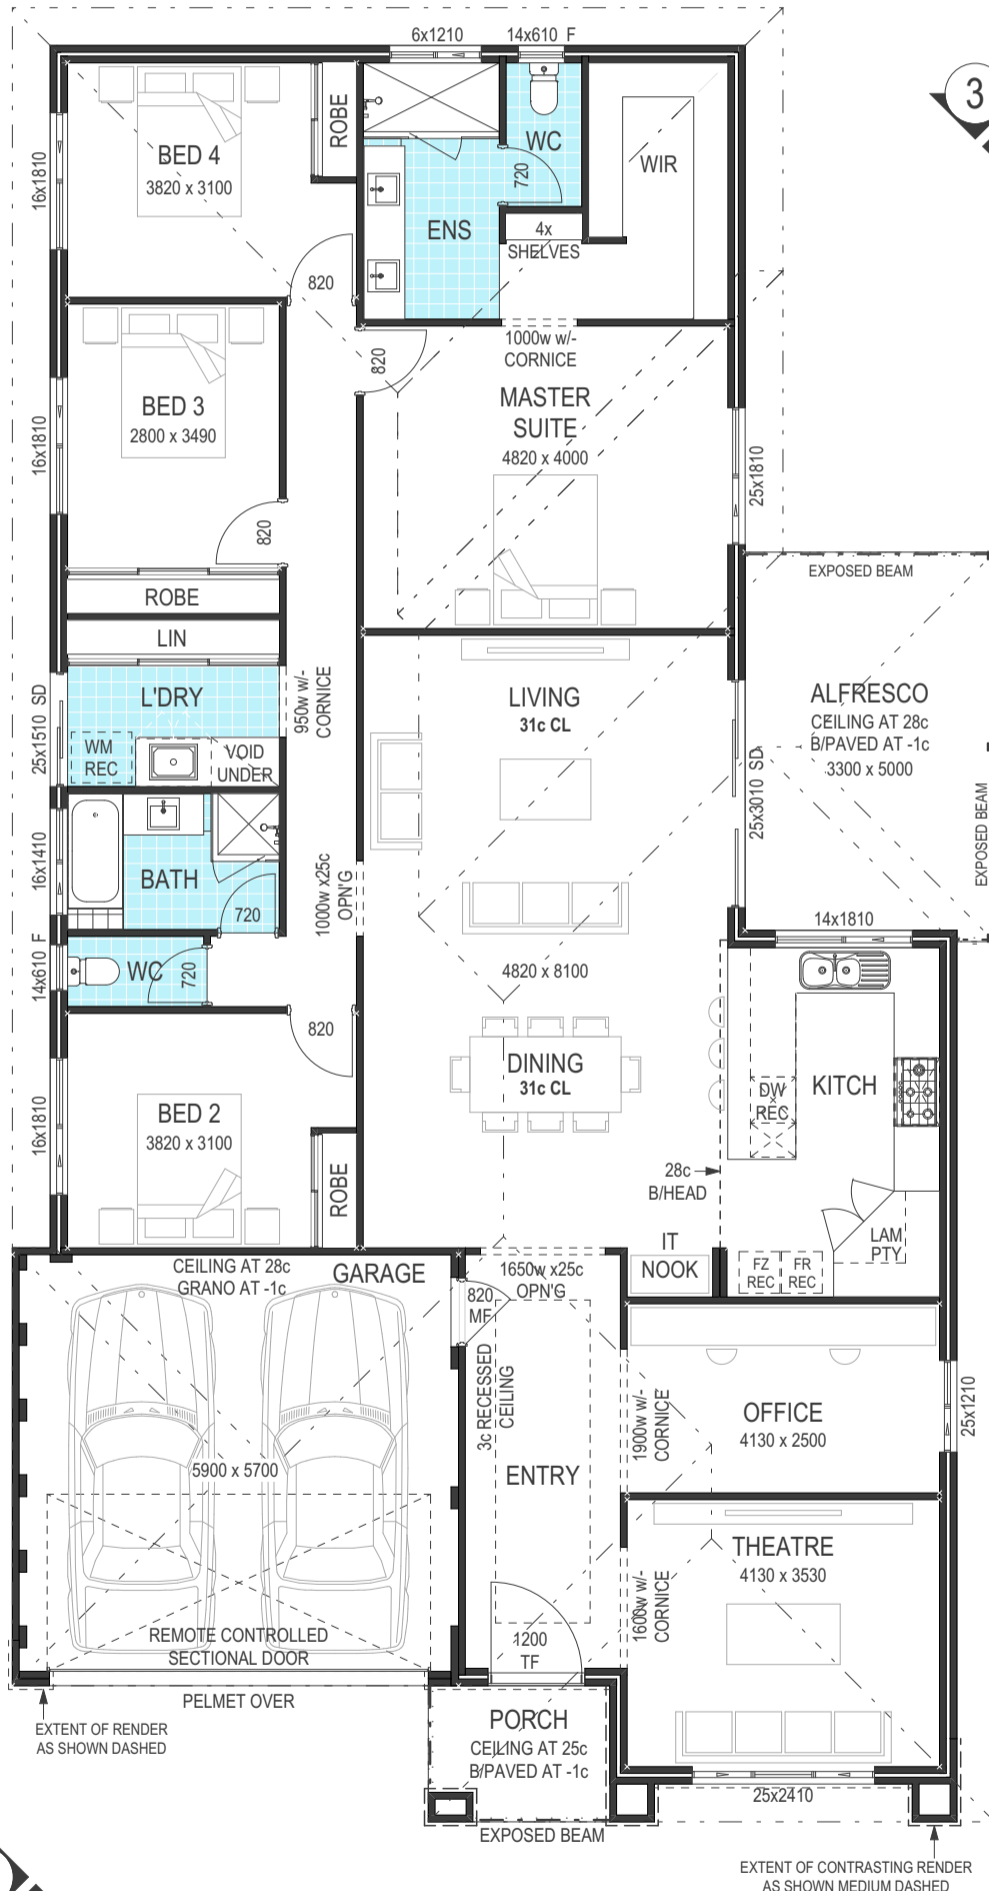 6x1210
14x610 F
3
ROBE
BED 4
3820 x 3100
16x1810
WC
720
WIR
ENS
4x
SHELVES
820
1000w w/-
CORNICE
820
BED 3
2800 x 3490
16x1810
MASTER
SUITE
4820 x 4000
25x1810
820
EXPOSED BEAM
ROBE
LIN
L'DRY
950w w/-
CORNICE
25x1510 SD
WM
REC
VOID
UNDER
LIVING
31c CL
ALFRESCO
CEILING AT 28c
B/PAVED AT -1c
3300 x 5000
25x3010 SD
EXPOSED BEAM
16x1410
BATH
720
1000w x25c
OPN'G
14x1810
14x610 F
WC
720
4820 x 8100
820
DINING
31c CL
DW
REC
KITCH
BED 2
3820 x 3100
16x1810
ROBE
28c
B/HEAD
IT
NOOK
FZ
REC
FR
REC
LAM
PTY
CEILING AT 28c
GRANO AT -1c
GARAGE
820
MF
1650w x25c
OPN'G
3c RECESSED
CEILING
1900w w/-
CORNICE
OFFICE
4130 x 2500
25x1210
5900 x 5700
ENTRY
THEATRE
4130 x 3530
1600w w/-
CORNICE
REMOTE CONTROLLED
SECTIONAL DOOR
1200
TF
PELMET OVER
PORCH
CEILING AT 25c
B/PAVED AT -1c
EXTENT OF RENDER
AS SHOWN DASHED
25x2410
EXPOSED BEAM
EXTENT OF CONTRASTING RENDER
AS SHOWN MEDIUM DASHED